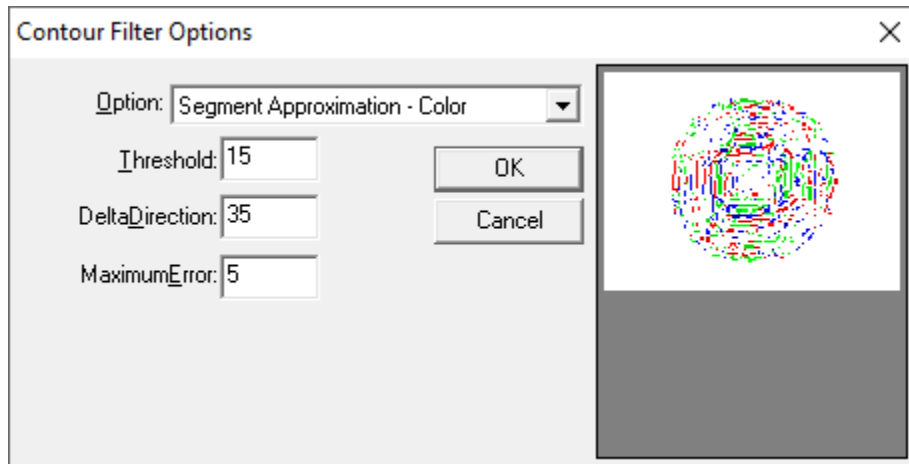 Contour Filter Options
Option: Segment Approximation - Color
Threshold: 15
OK
DeltaDirection: 35
Cancel
MaximumError: 5